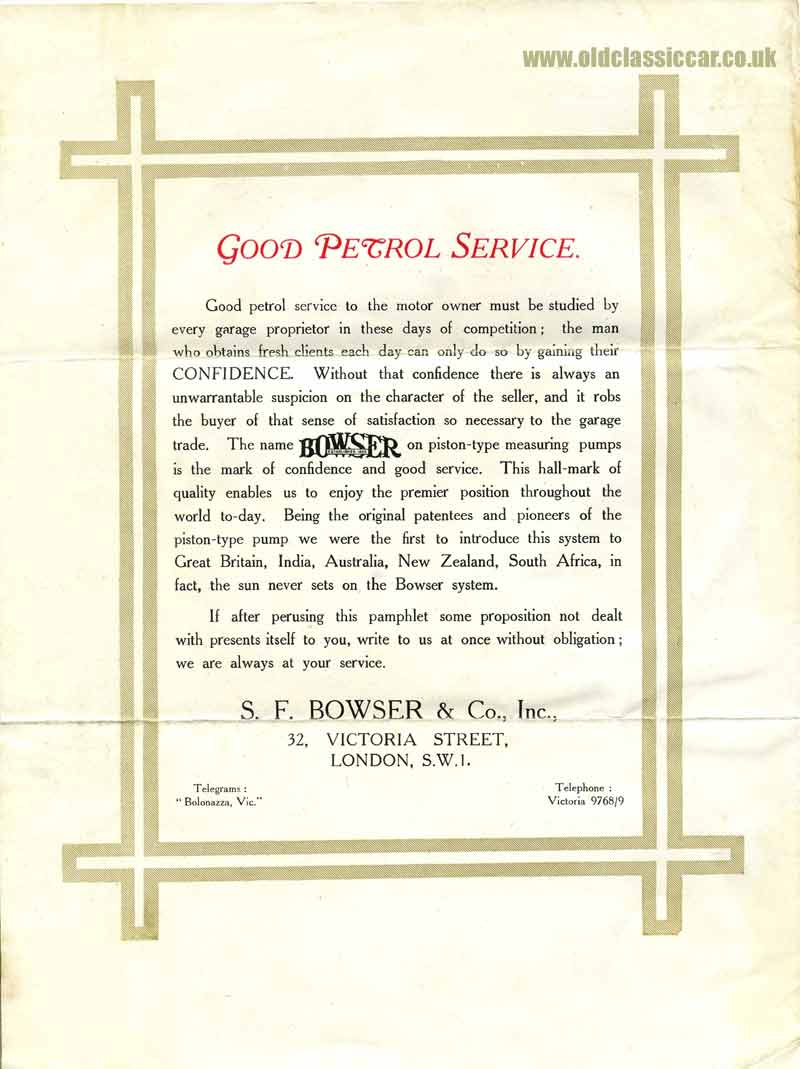 www.oldclassiccar.co.uk
GOOD PETROL SERVICE.
Good petrol service to the motor owner must be studied by
every garage proprietor in these days of competition; the man
who obtains fresh clients each day can only do so by gaining their
CONFIDENCE. Without that confidence there is always an
unwarrantable suspicion on the character of the seller, and it robs
the buyer of that sense of satisfaction so necessary to the garage
trade. The name BOWSER on piston-type measuring pumps
is the mark of confidence and good service. This hall-mark of
quality enables us to enjoy the premier position throughout the
world to-day. Being the original patentees and pioneers of the
piston-type pump we were the first to introduce this system to
Great Britain, India, Australia, New Zealand, South Africa, in
fact, the sun never sets on the Bowser system.
If after perusing this pamphlet some proposition not dealt
with presents itself to you, write to us at once without obligation;
we are always at your service.
S. F. BOWSER & Co., Inc.,
32, VICTORIA STREET,
LONDON, S.W.1.
Telegrams :
"Bolonazza, Vic."
Telephone :
Victoria 9768/9